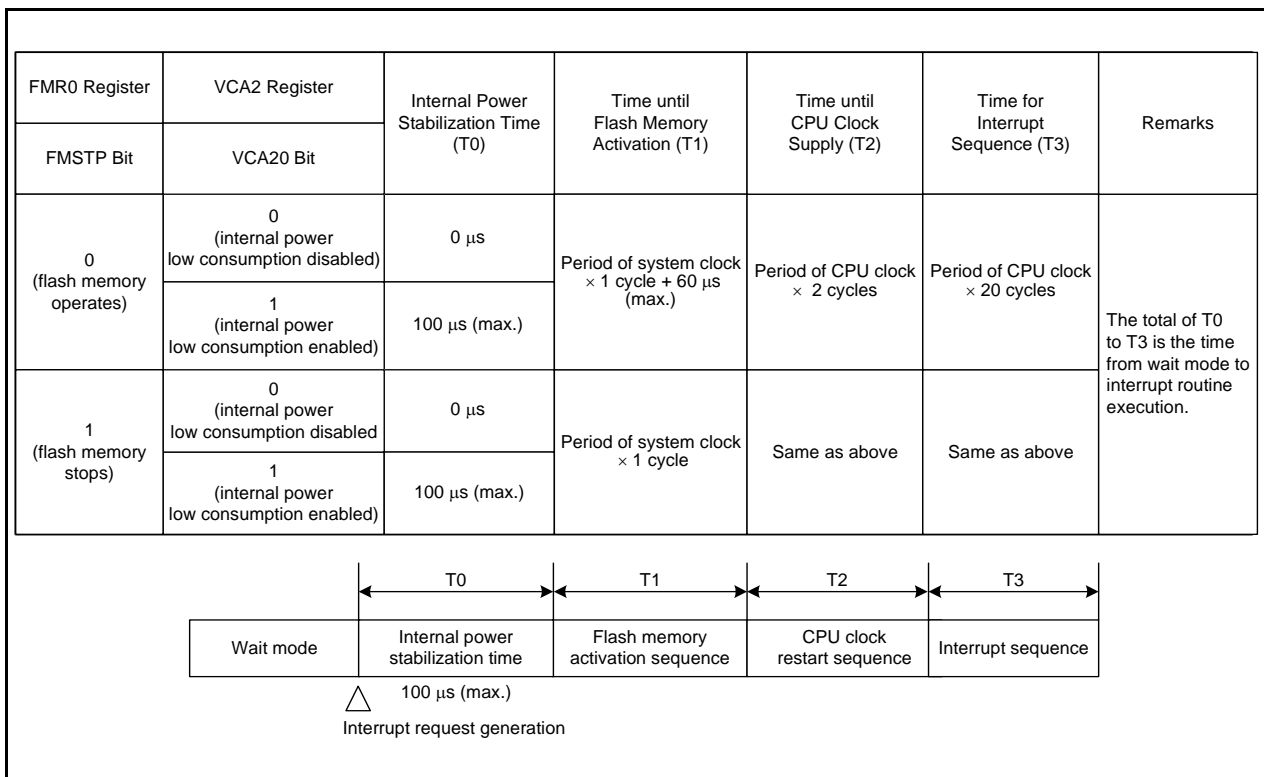 FMR0 Register
VCA2 Register
Internal Power
Stabilization Time
(T0)
Time until
Flash Memory
Activation (T1)
Time until
CPU Clock
Supply (T2)
Time for
Interrupt
Sequence (T3)
Remarks
FMSTP Bit
VCA20 Bit
0
(flash memory
operates)
0
(internal power
low consumption disabled)
0 μs
Period of system clock
× 1 cycle + 60 μs
(max.)
Period of CPU clock
× 2 cycles
Period of CPU clock
× 20 cycles
The total of T0
to T3 is the time
from wait mode to
interrupt routine
execution.
1
(internal power
low consumption enabled)
100 μs (max.)
1
(flash memory
stops)
0
(internal power
low consumption disabled
0 μs
Period of system clock
× 1 cycle
Same as above
Same as above
1
(internal power
low consumption enabled)
100 μs (max.)
T0
T1
T2
T3
Wait mode
Internal power
stabilization time
Flash memory
activation sequence
CPU clock
restart sequence
Interrupt sequence
100 μs (max.)
Interrupt request generation